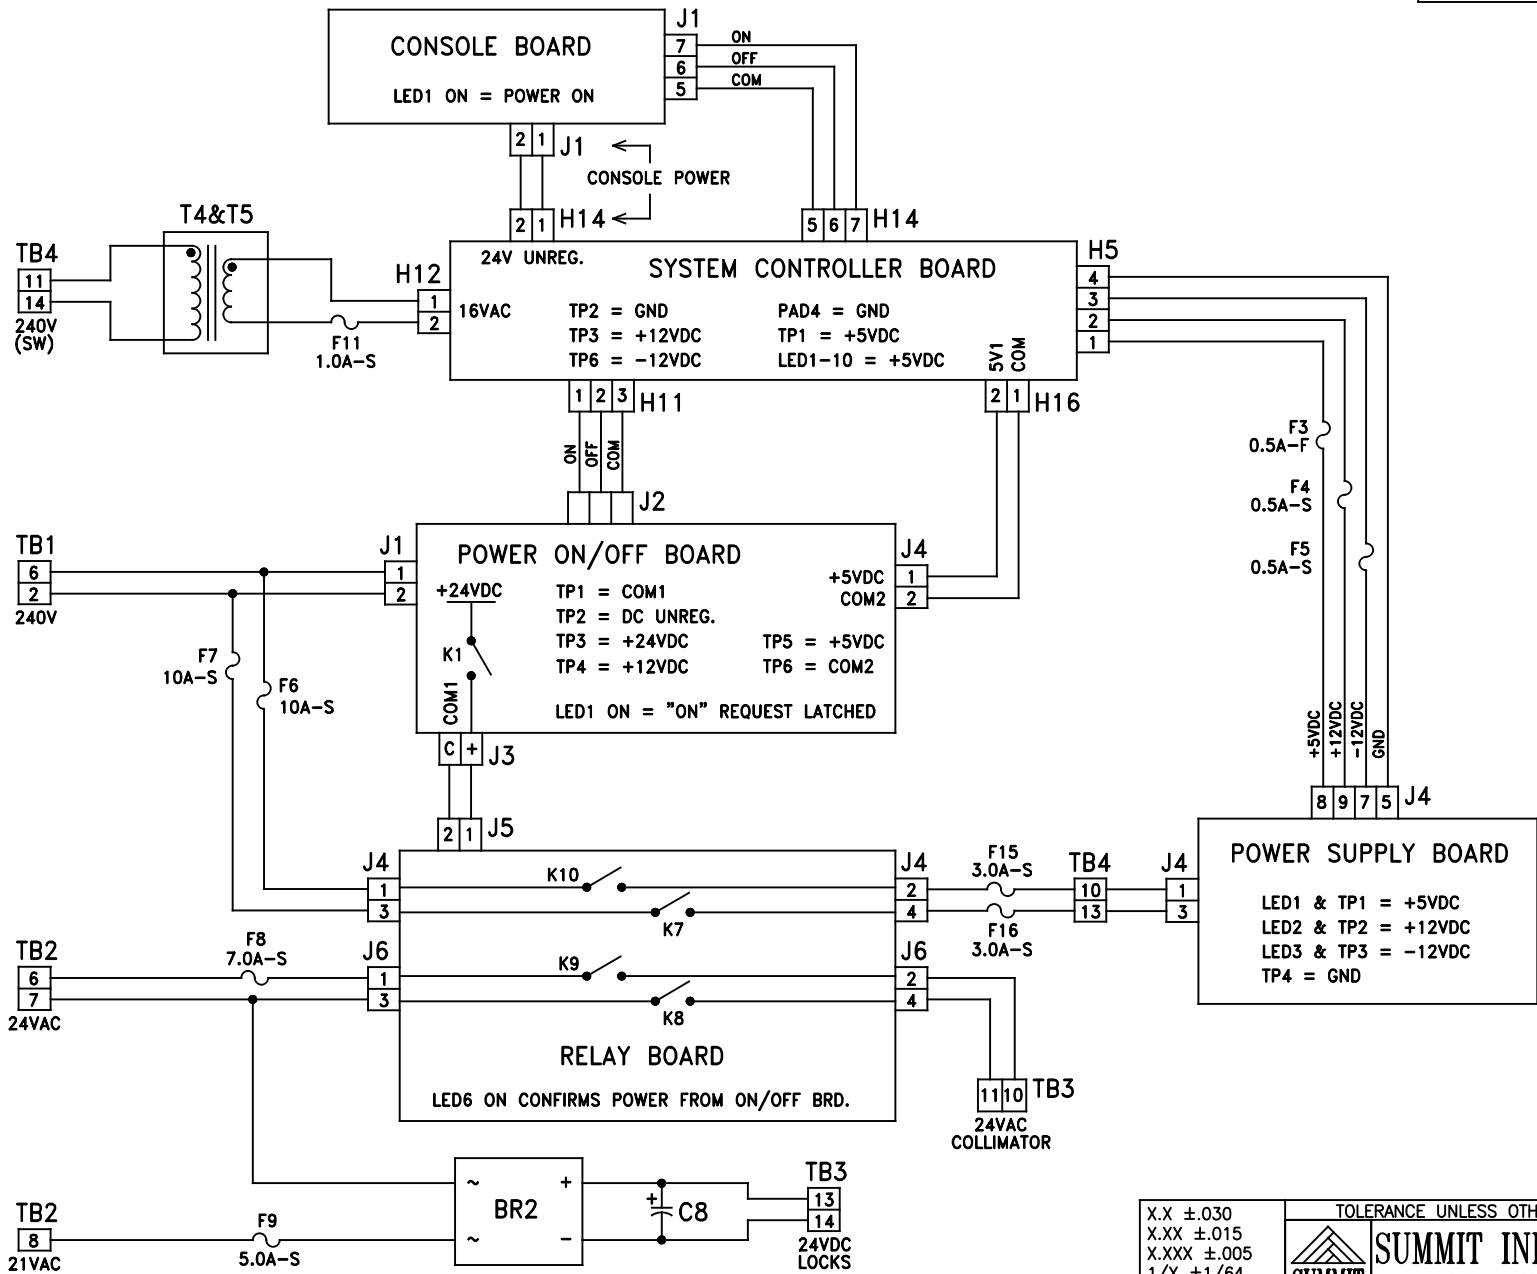 CONSOLE BOARD
LED1 ON = POWER ON
J1
7
6
5
ON
OFF
COM
2 1
J1
CONSOLE POWER
2 1
H14
5 6 7
H14
T4&T5
TB4
11
14
240V
(SW)
F11
1.0A-S
H12
1
2
24V UNREG.
16VAC
SYSTEM CONTROLLER BOARD
TP2 = GND
TP3 = +12VDC
TP6 = -12VDC
PAD4 = GND
TP1 = +5VDC
LED1-10 = +5VDC
5V1
COM
H5
4
3
2
1
1 2 3
H11
2 1
H16
ON
OFF
COM
J2
F3
0.5A-F
F4
0.5A-S
F5
0.5A-S
TB1
6
2
240V
J1
1
2
POWER ON/OFF BOARD
+24VDC
K1
COM1
TP1 = COM1
TP2 = DC UNREG.
TP3 = +24VDC
TP4 = +12VDC
+5VDC
COM2
TP5 = +5VDC
TP6 = COM2
LED1 ON = "ON" REQUEST LATCHED
J4
1
2
F7
10A-S
F6
10A-S
C +
J3
2 1
J5
+5VDC
+12VDC
-12VDC
GND
8 9 7 5
J4
J4
1
3
K10
K7
J4
2
4
F15
3.0A-S
F16
3.0A-S
TB4
10
13
J4
1
3
POWER SUPPLY BOARD
LED1 & TP1 = +5VDC
LED2 & TP2 = +12VDC
LED3 & TP3 = -12VDC
TP4 = GND
TB2
6
7
24VAC
F8
7.0A-S
J6
1
3
K9
K8
J6
2
4
RELAY BOARD
LED6 ON CONFIRMS POWER FROM ON/OFF BRD.
11 10
TB3
24VAC
COLLIMATOR
TB2
8
21VAC
F9
5.0A-S
~ +
BR2
~ -
+
C8
TB3
13
14
24VDC
LOCKS
X.X ±.030
X.XX ±.015
X.XXX ±.005
1/X ±1/64
TOLERANCE UNLESS OTH
SUMMIT
SUMMIT IN